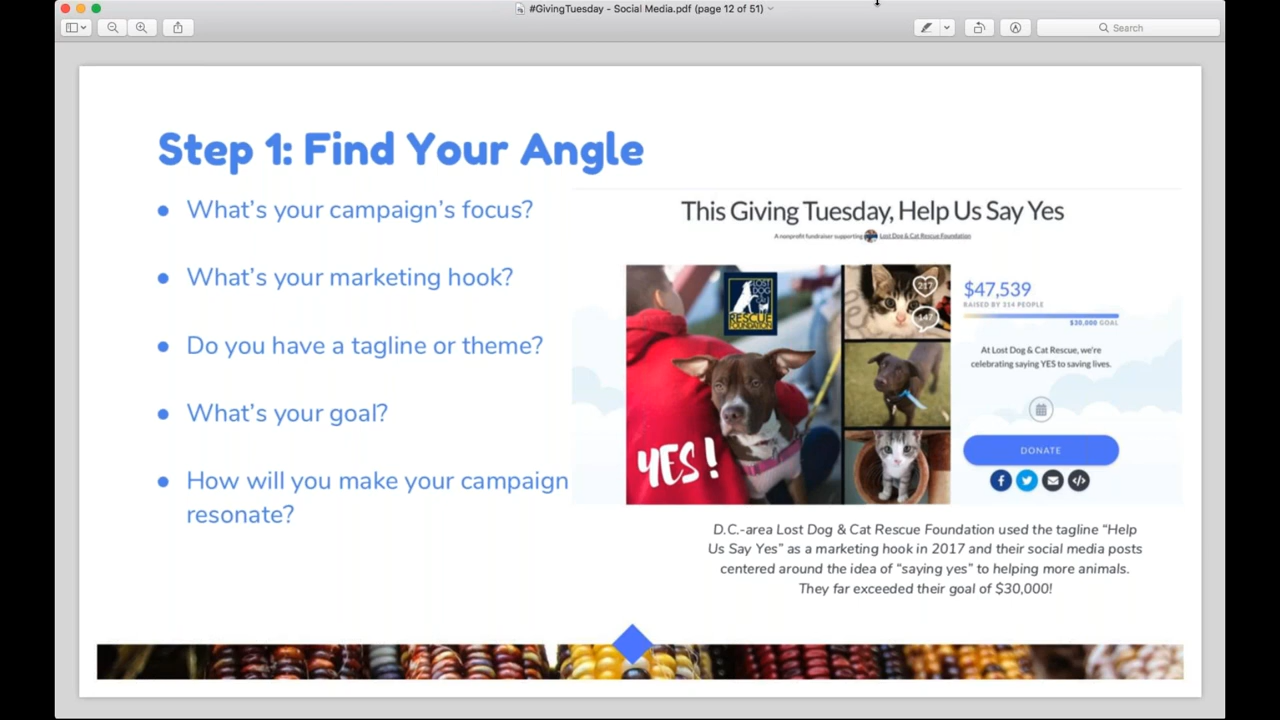 #GivingTuesday - Social Media.pdf (page 12 of 51)
Search
Step 1: Find Your Angle
• What's your campaign's focus?
• What's your marketing hook?
• Do you have a tagline or theme?
• What's your goal?
• How will you make your campaign
resonate?
This Giving Tuesday, Help Us Say Yes
A nonprofit fundraiser supporting Lost Dog & Cat Rescue Foundation
LOST
DOG
& CAT
RESCUE
FOUNDATION
YES!
217
147
$47,539
RAISED BY 314 PEOPLE
$30,000 GOAL
At Lost Dog & Cat Rescue, we're
celebrating saying YES to saving lives.
DONATE
D.C.-area Lost Dog & Cat Rescue Foundation used the tagline “Help
Us Say Yes” as a marketing hook in 2017 and their social media posts
centered around the idea of “saying yes” to helping more animals.
They far exceeded their goal of $30,000!